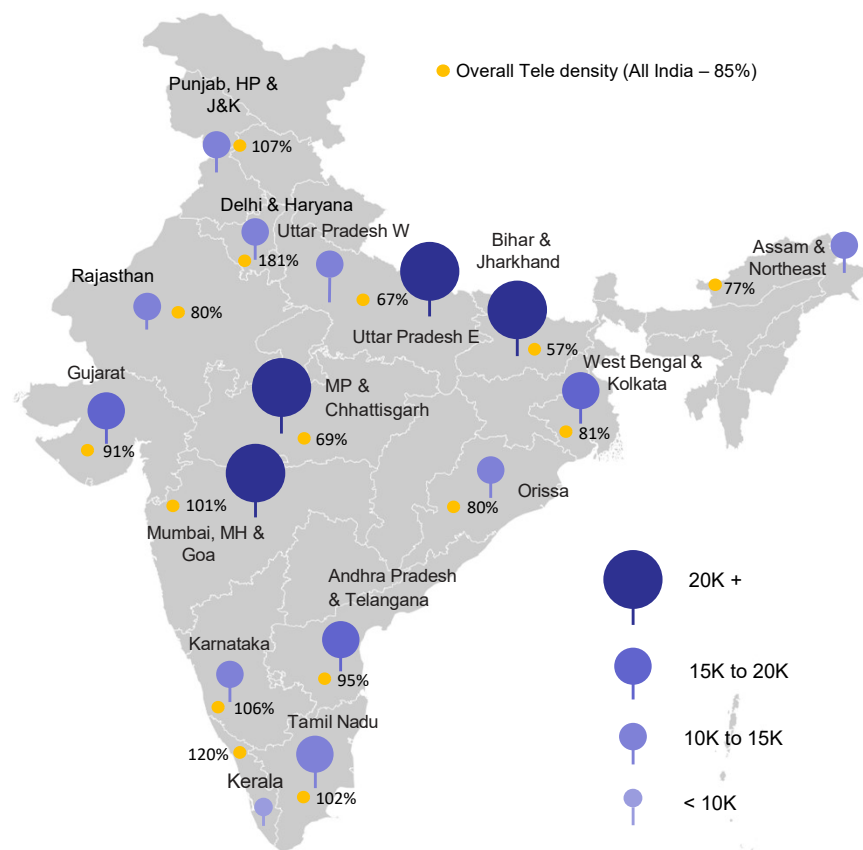 Overall Tele density (All India – 85%)
Punjab, HP &
J&K
107%
Delhi & Haryana
Uttar Pradesh W
181%
Bihar &
Jharkhand
Assam &
Northeast
77%
Rajasthan
80%
67%
Uttar Pradesh E
57%
West Bengal &
Kolkata
Gujarat
MP &
Chhattisgarh
91%
69%
81%
101%
Mumbai, MH &
Goa
Orissa
80%
Andhra Pradesh
& Telangana
20K +
Karnataka
95%
15K to 20K
106%
Tamil Nadu
120%
10K to 15K
Kerala
102%
< 10K